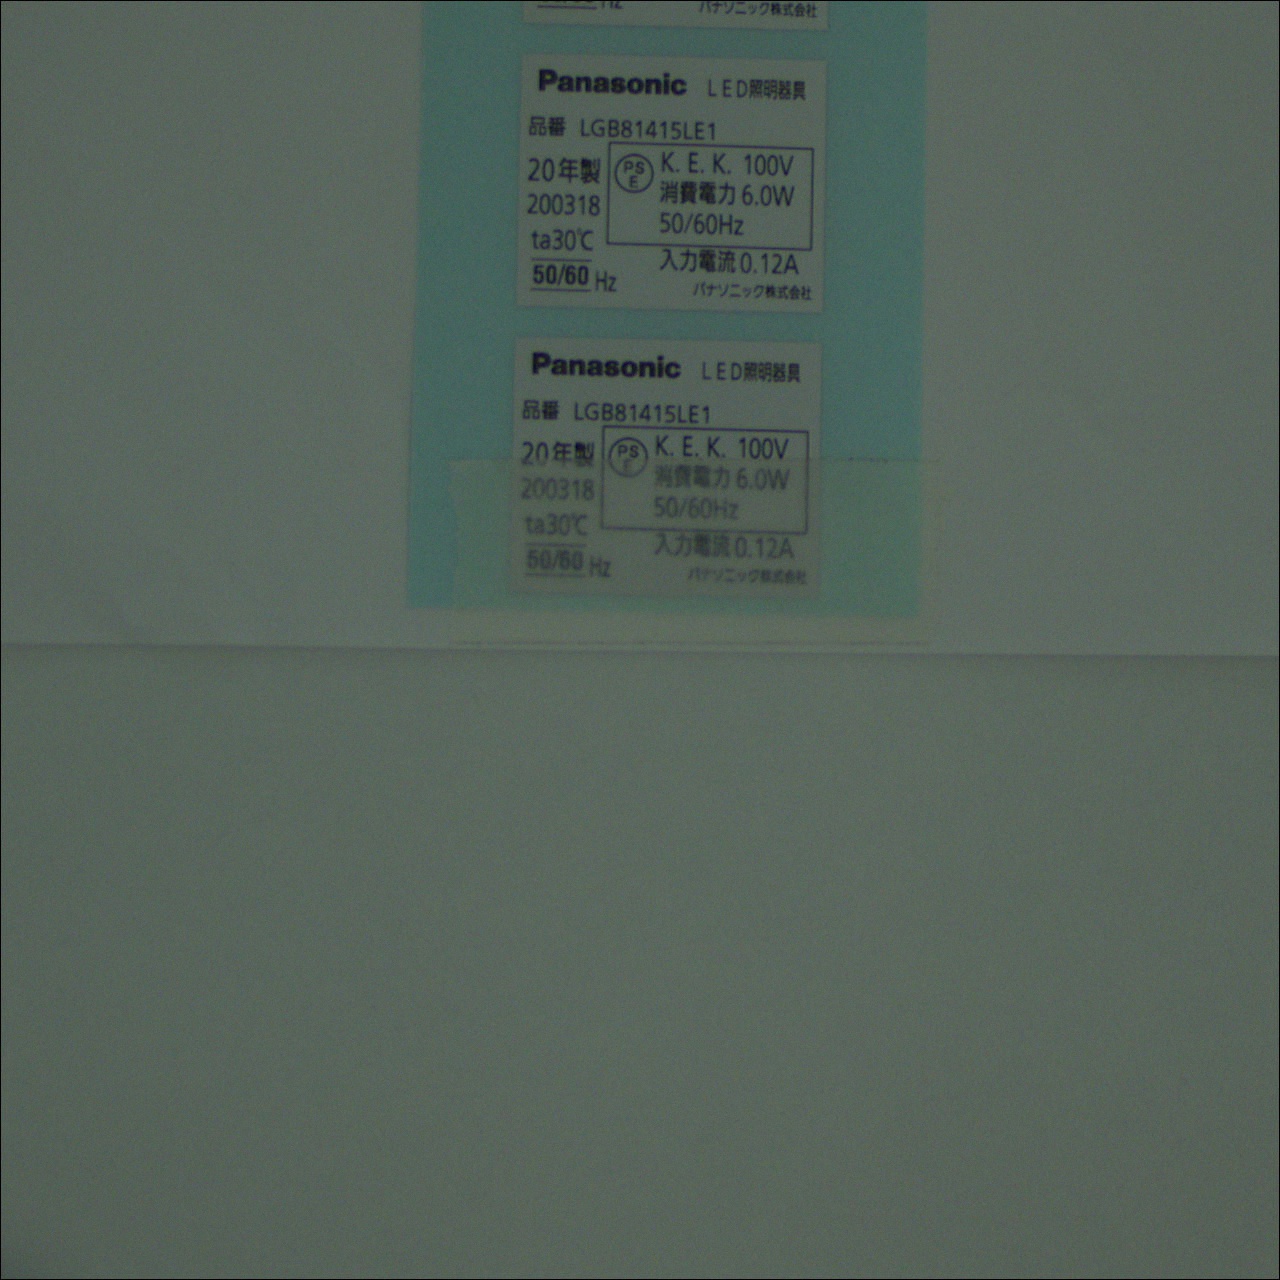 50/60 Hz
パナソニック株式会社
Panasonic LED照明器具
品番 LGB81415LE1
20年製 PS E K. E. K. 100V
200318 消費電力 6.0W
50/60Hz
ta30℃
入力電流 0.12A
50/60 Hz
パナソニック株式会社
Panasonic LED照明器具
品番 LGB81415LE1
20年製 PS E K. E. K. 100V
200318 消費電力 6.0W
50/60Hz
ta30℃
入力電流 0.12A
50/60 Hz
パナソニック株式会社